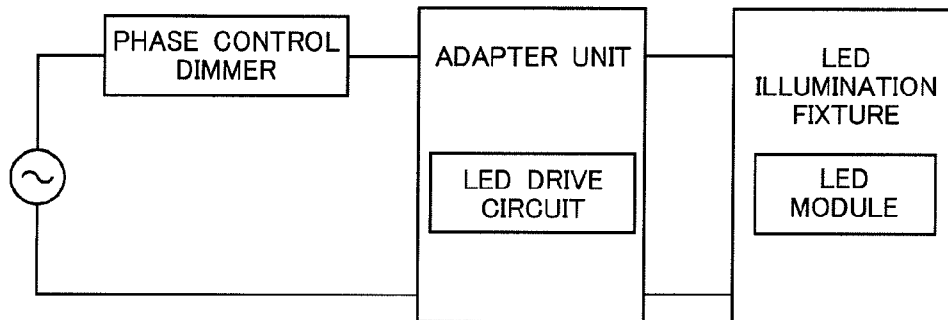 PHASE CONTROL
DIMMER
ADAPTER UNIT
LED DRIVE
CIRCUIT
LED
ILLUMINATION
FIXTURE
LED
MODULE